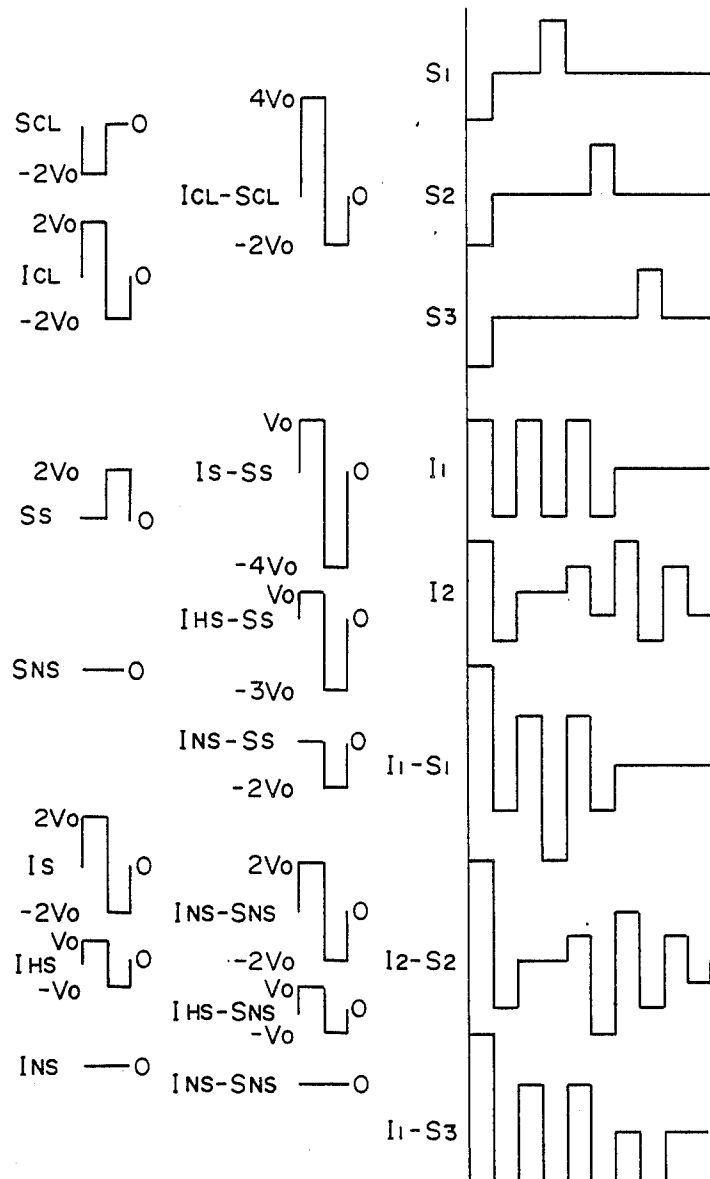 SCL
0
-2Vo
2Vo
ICL
0
-2Vo
2Vo
SS
0
SNS
0
2Vo
IS
0
-2Vo
Vo
IHS
0
-Vo
INS
0
4Vo
ICL-SCL
0
-2Vo
Vo
IS-SS
0
-4Vo
Vo
IHS-SS
0
-3Vo
INS-SS
0
-2Vo
2Vo
INS-SNS
0
-2Vo
Vo
IHS-SNS
0
-Vo
INS-SNS
0
S1
S2
S3
I1
I2
I1-S1
I2-S2
I1-S3